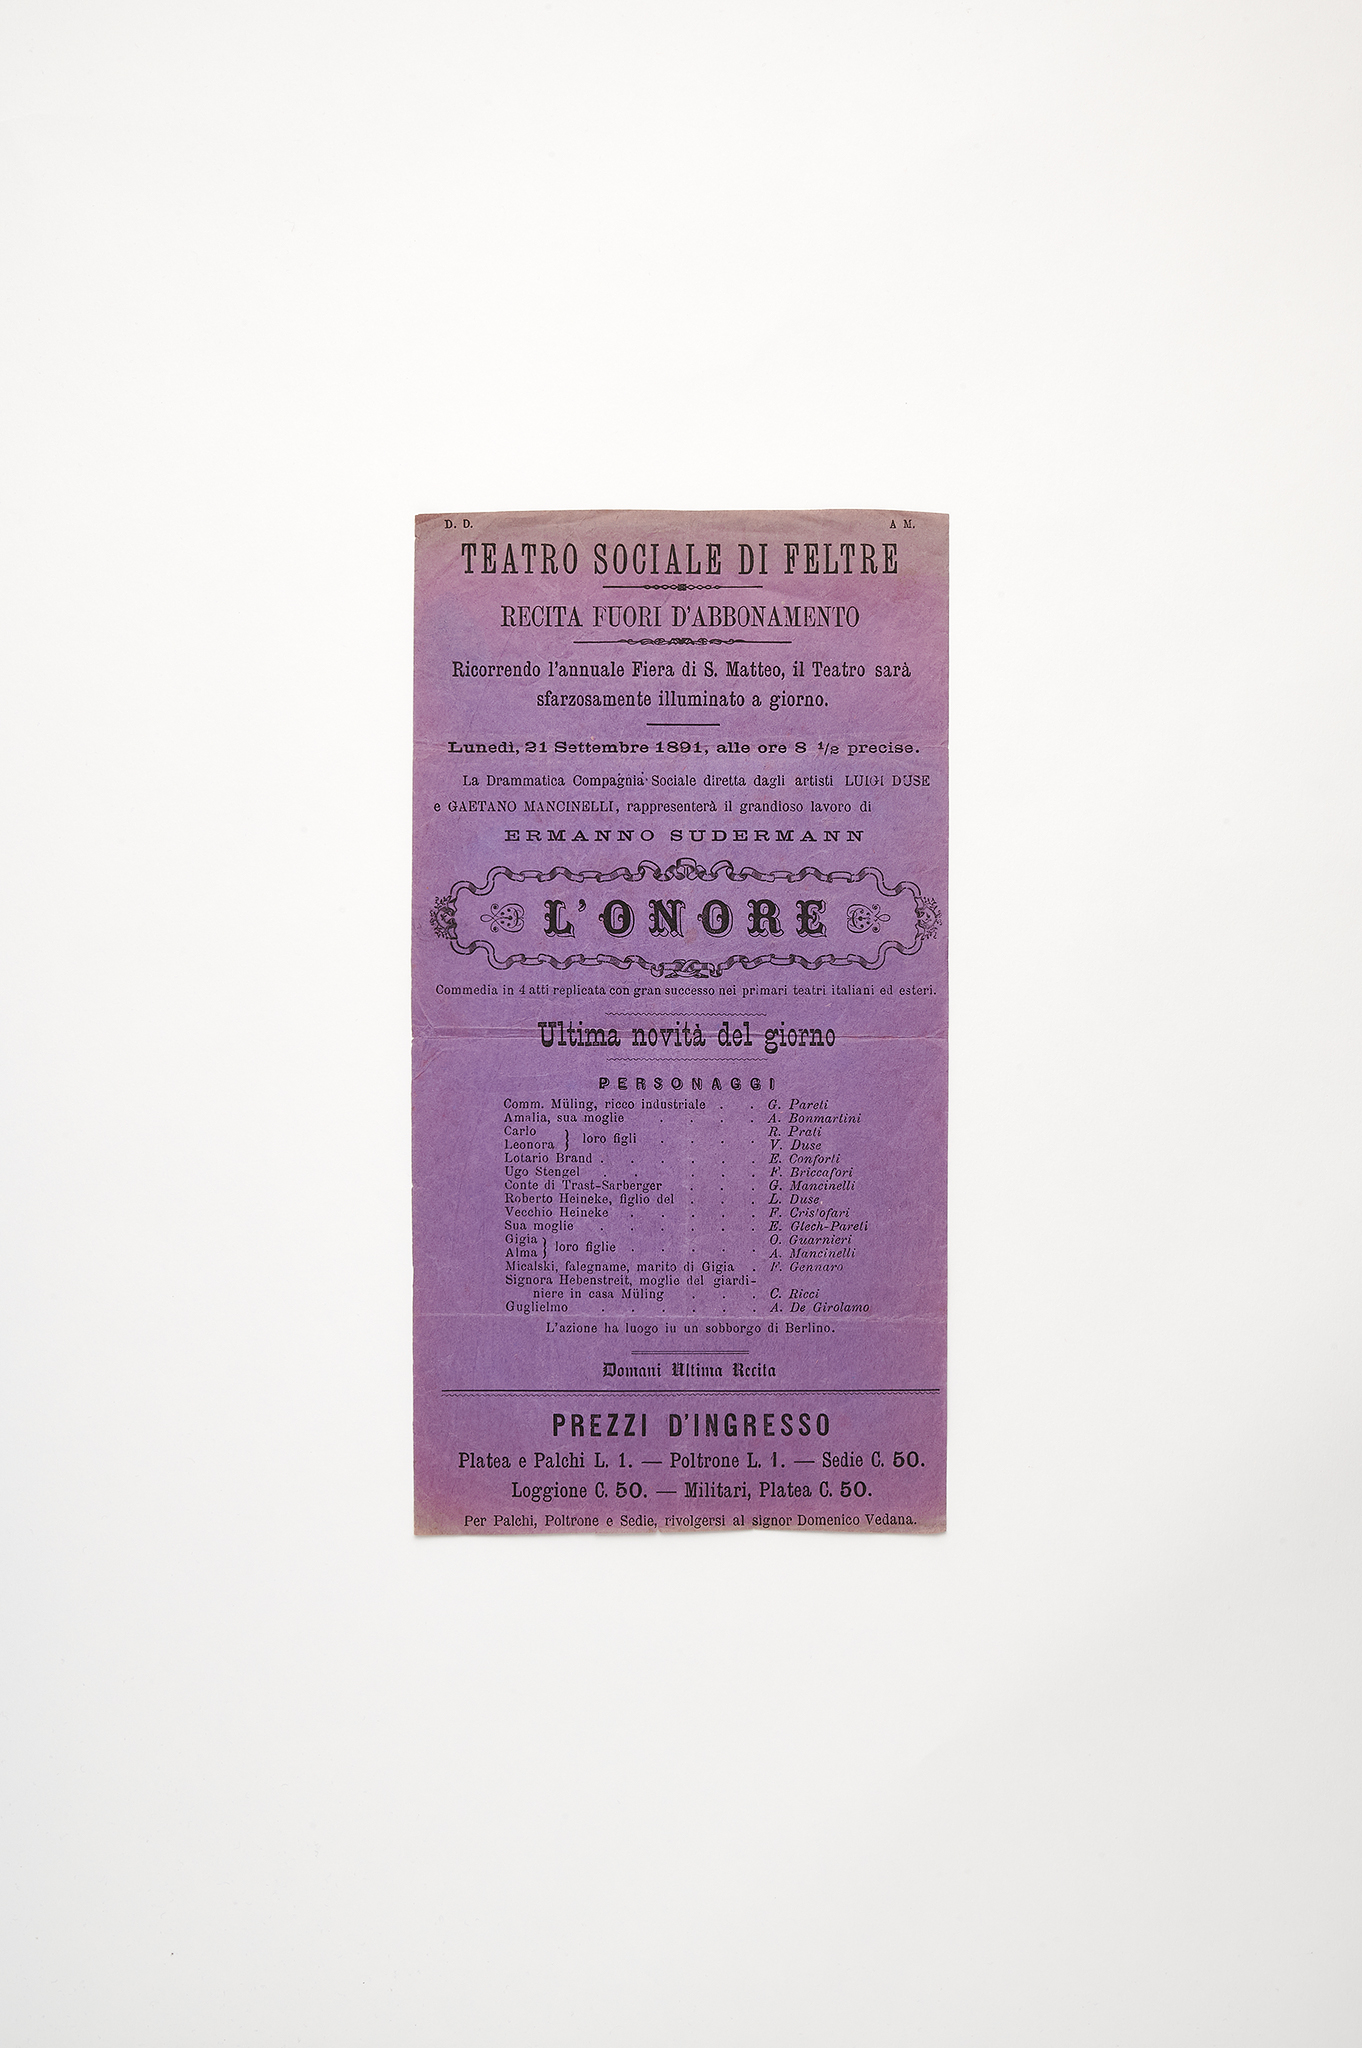 D. D. A M.
TEATRO SOCIALE DI FELTRE
RECITA FUORI D'ABBONAMENTO
Ricorrendo l'annuale Fiera di S. Matteo, il Teatro sarà
sfarzosamente illuminato a giorno.
Lunedì, 21 Settembre 1891, alle ore 8 1/2 precise.
La Drammatica Compagnia Sociale diretta dagli artisti LUIGI DUSE
e GAETANO MANCINELLI, rappresenterà il grandioso lavoro di
ERMANNO SUDERMANN
L'ONORE
Commedia in 4 atti replicata con gran successo nei primari teatri italiani ed esteri.
Ultima novità del giorno
PERSONAGGI
Comm. Müling, ricco industriale . . G. Pareti
Amalia, sua moglie . . . . A. Bonmartini
Carlo } loro figli . . . . R. Prati
Leonora } V. Duse
Lotario Brand . . . . . . E. Conforti
Ugo Stengel . . . . . F. Briccafori
Conte di Trast-Sarberger . . . G. Mancinelli
Roberto Heineke, figlio del . . . L. Duse
Vecchio Heineke . . . . . F. Cristofari
Sua moglie . . . . . . E. Glech-Pareti
Gigia } loro figlie . . . . . O. Guarnieri
Alma } A. Mancinelli
Micalski, falegname, marito di Gigia . F. Gennaro
Signora Hebenstreit, moglie del giardi-
niere in casa Müling . . . C. Ricci
Guglielmo . . . . . . A. De Girolamo
L'azione ha luogo in un sobborgo di Berlino.
Domani Ultima Recita
PREZZI D'INGRESSO
Platea e Palchi L. 1. — Poltrone L. 1. — Sedie C. 50.
Loggione C. 50. — Militari, Platea C. 50.
Per Palchi, Poltrone e Sedie, rivolgersi al signor Domenico Vedana.